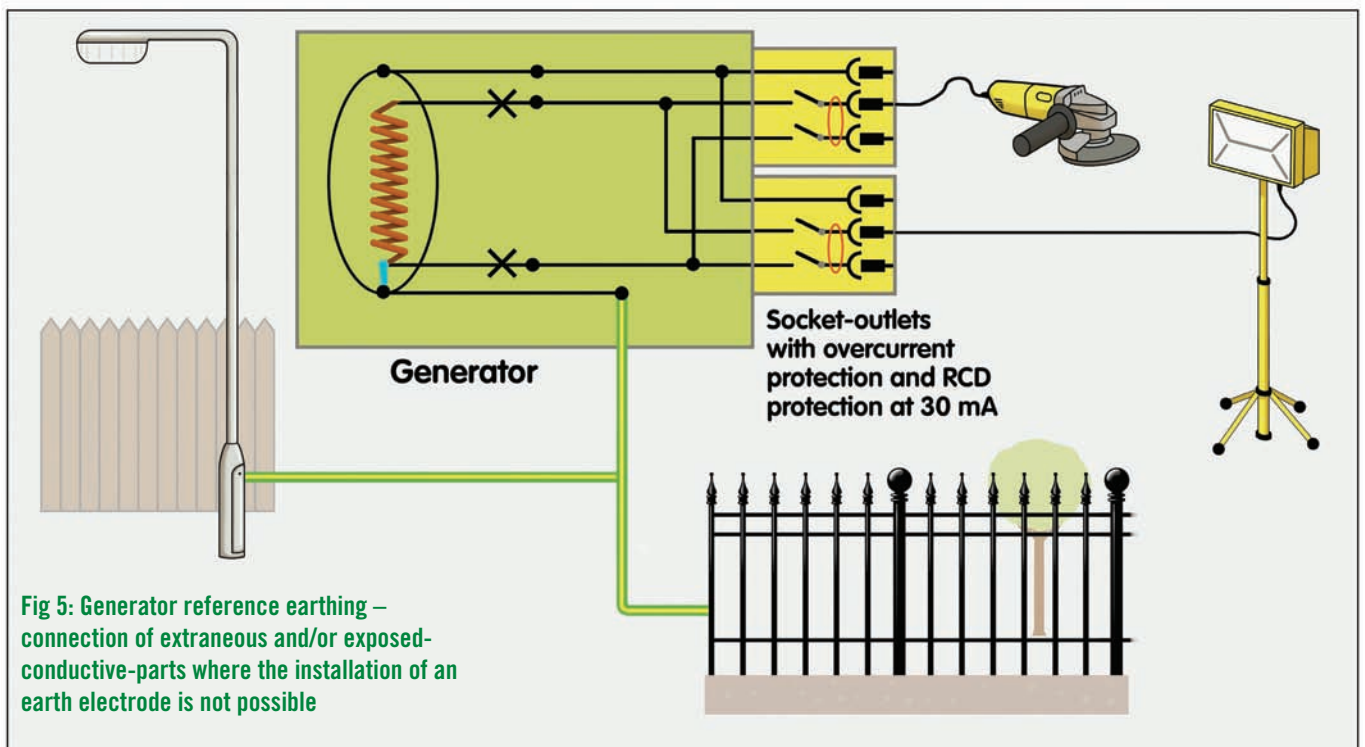 Generator
Socket-outlets
with overcurrent
protection and RCD
protection at 30 mA
Fig 5: Generator reference earthing –
connection of extraneous and/or exposed-
conductive-parts where the installation of an
earth electrode is not possible